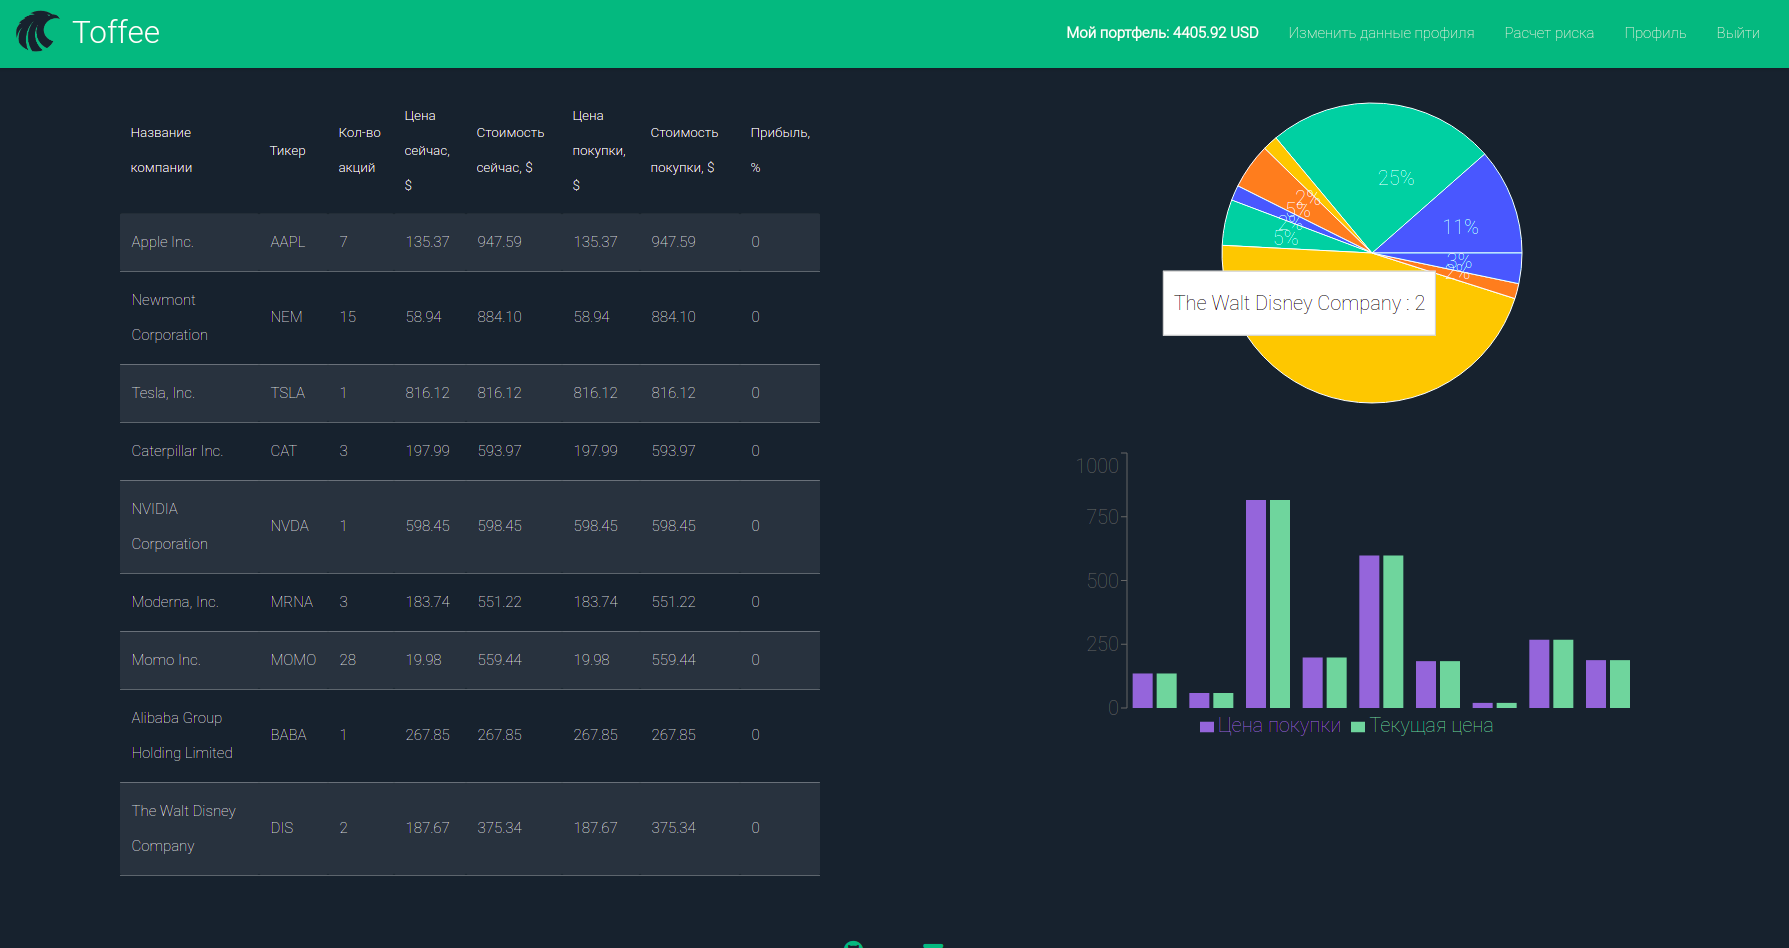 Toffee
Мой портфель: 4405.92 USD
Изменить данные профиля
Расчет риска
Профиль
Выйти
Название
компании
Тикер
Кол-во
акций
Цена
сейчас,
$
Стоимость
сейчас, $
Цена
покупки,
$
Стоимость
покупки, $
Прибыль,
%
Apple Inc. AAPL 7 135.37 947.59 135.37 947.59 0
Newmont
Corporation
NEM 15 58.94 884.10 58.94 884.10 0
Tesla, Inc. TSLA 1 816.12 816.12 816.12 816.12 0
Caterpillar Inc. CAT 3 197.99 593.97 197.99 593.97 0
NVIDIA
Corporation
NVDA 1 598.45 598.45 598.45 598.45 0
Moderna, Inc. MRNA 3 183.74 551.22 183.74 551.22 0
Momo Inc. MOMO 28 19.98 559.44 19.98 559.44 0
Alibaba Group
Holding Limited
BABA 1 267.85 267.85 267.85 267.85 0
The Walt Disney
Company
DIS 2 187.67 375.34 187.67 375.34 0
25%
11%
2%
5%
2%
5%
3%
2%
The Walt Disney Company : 2
1000
750
500
250
0
Цена покупки
Текущая цена